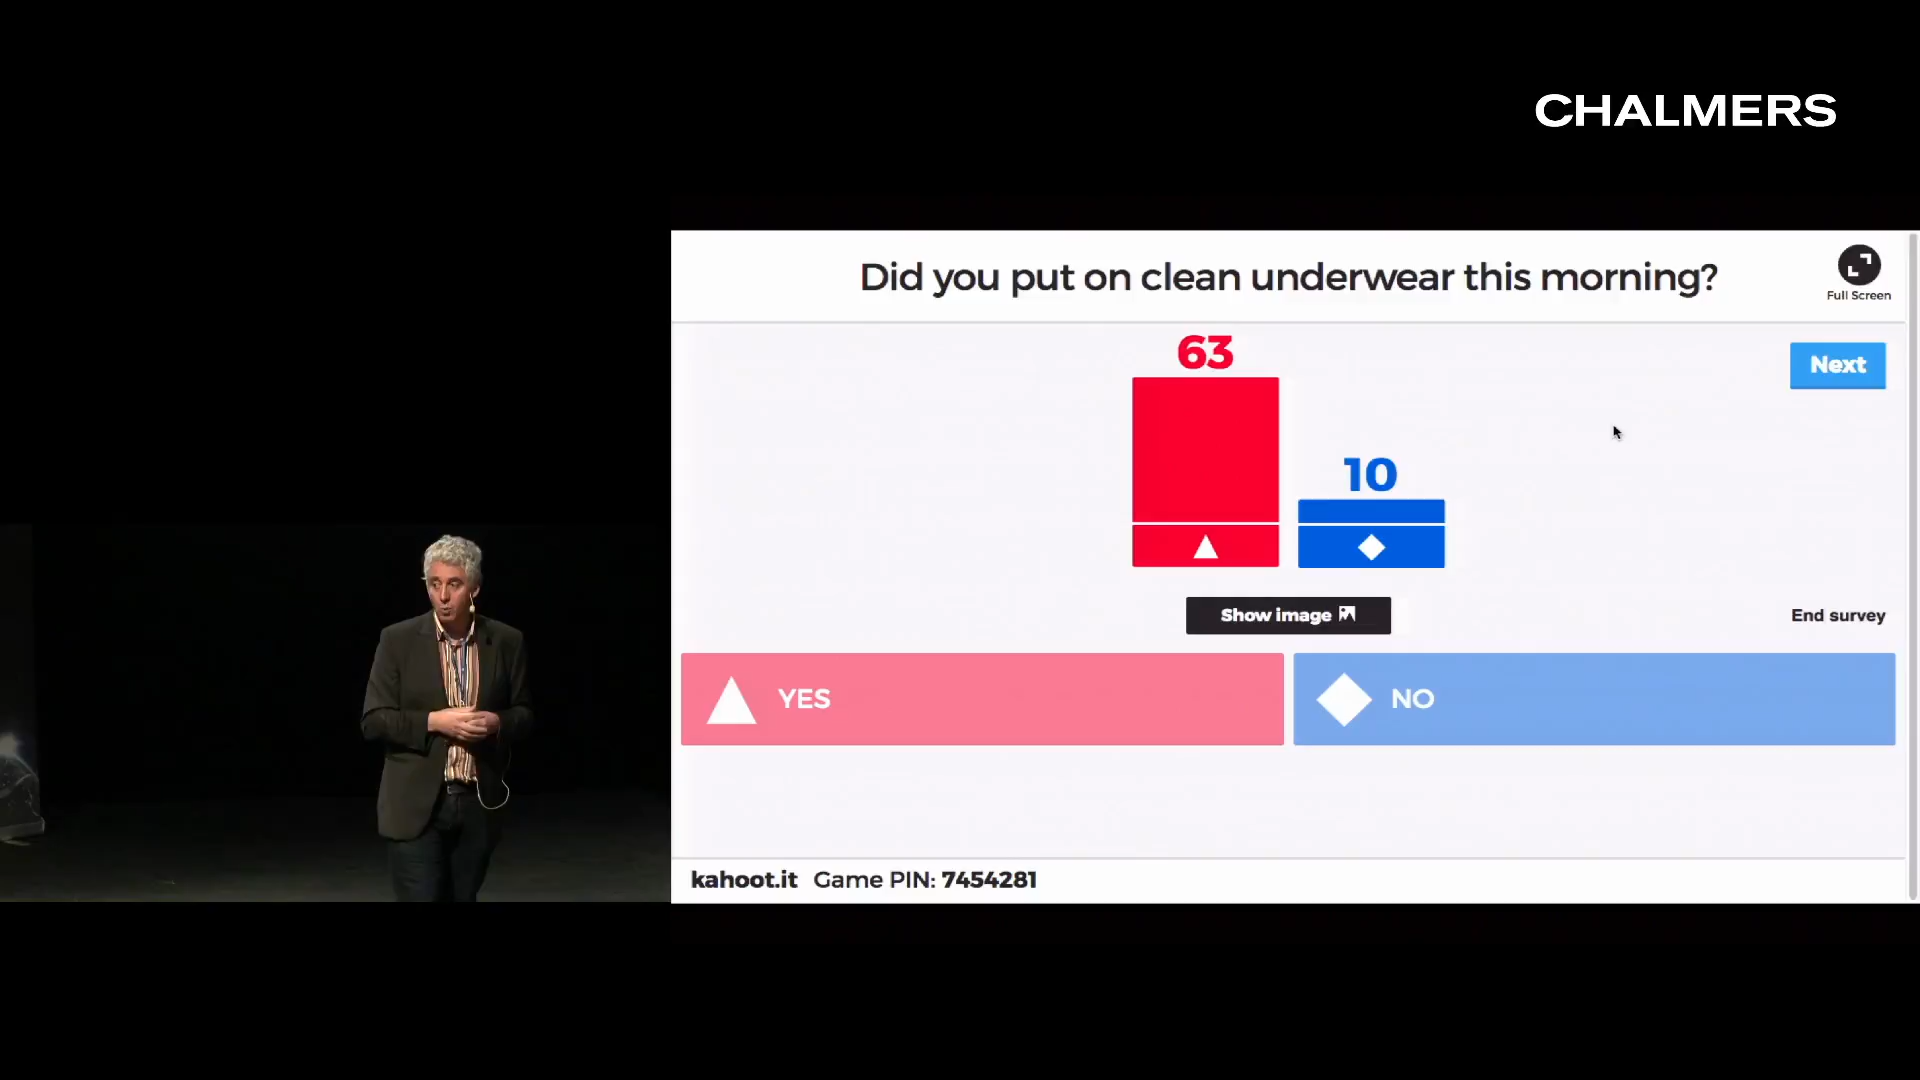 CHALMERS
Did you put on clean underwear this morning?
Full Screen
63
Next
10
Show image
End survey
YES
NO
kahoot.it Game PIN: 7454281